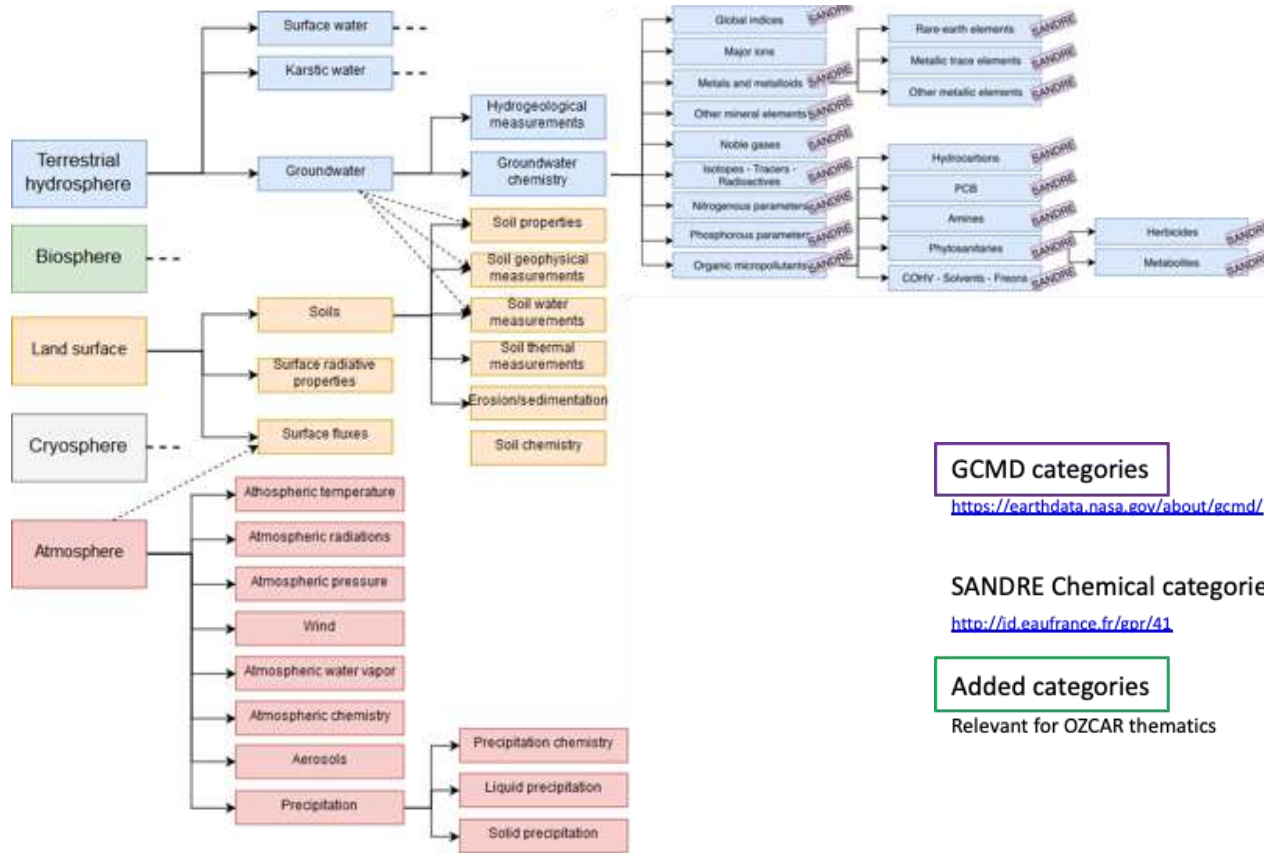 Surface water
Karstic water
Terrestrial
hydrosphere
Groundwater
Hydrogeological
measurements
Groundwater
chemistry
Global indices
SANDRE
Major ions
Metals and metalloids
SANDRE
Other mineral elements
SANDRE
Noble gases
SANDRE
Isotopes - Tracers -
Radioactives
SANDRE
Nitrogenous parameters
SANDRE
Phosphorous parameters
SANDRE
Organic micropollutants
SANDRE
Rare-earth elements
SANDRE
Metallic trace elements
SANDRE
Other metallic elements
SANDRE
Hydrocarbons
SANDRE
PCB
SANDRE
Amines
SANDRE
Phytosanitaries
SANDRE
COHV - Solvents - Freons
SANDRE
Herbicides
SANDRE
Metabolites
SANDRE
Biosphere
Land surface
Soils
Surface radiative
properties
Surface fluxes
Soil properties
Soil geophysical
measurements
Soil water
measurements
Soil thermal
measurements
Erosion/sedimentation
Soil chemistry
Cryosphere
Atmosphere
Athospheric temperature
Atmospheric radiations
Atmospheric pressure
Wind
Atmospheric water vapor
Atmospheric chemistry
Aerosols
Precipitation
Precipitation chemistry
Liquid precipitation
Solid precipitation
GCMD categories
https://earthdata.nasa.gov/about/gcmd/
SANDRE Chemical categorie
http://id.eaufrance.fr/gpr/41
Added categories
Relevant for OZCAR thematics